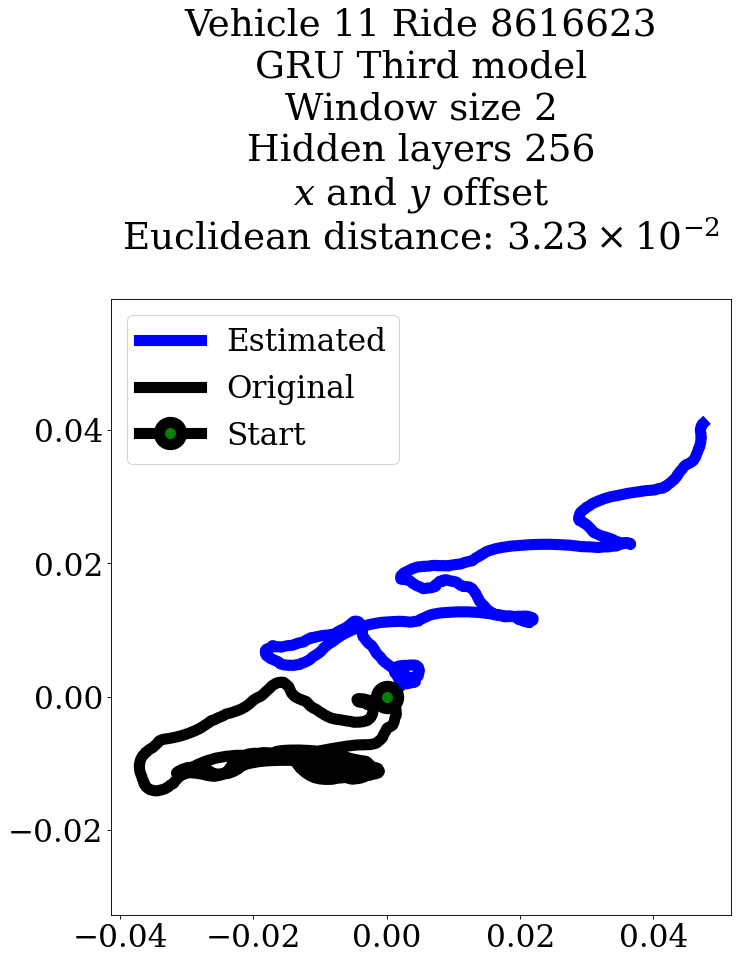 Vehicle 11 Ride 8616623
GRU Third model
Window size 2
Hidden layers 256
x and y offset
Euclidean distance: 3.23 × 10⁻²
Estimated
Original
Start
0.04
0.02
0.00
−0.02
−0.04 −0.02 0.00 0.02 0.04